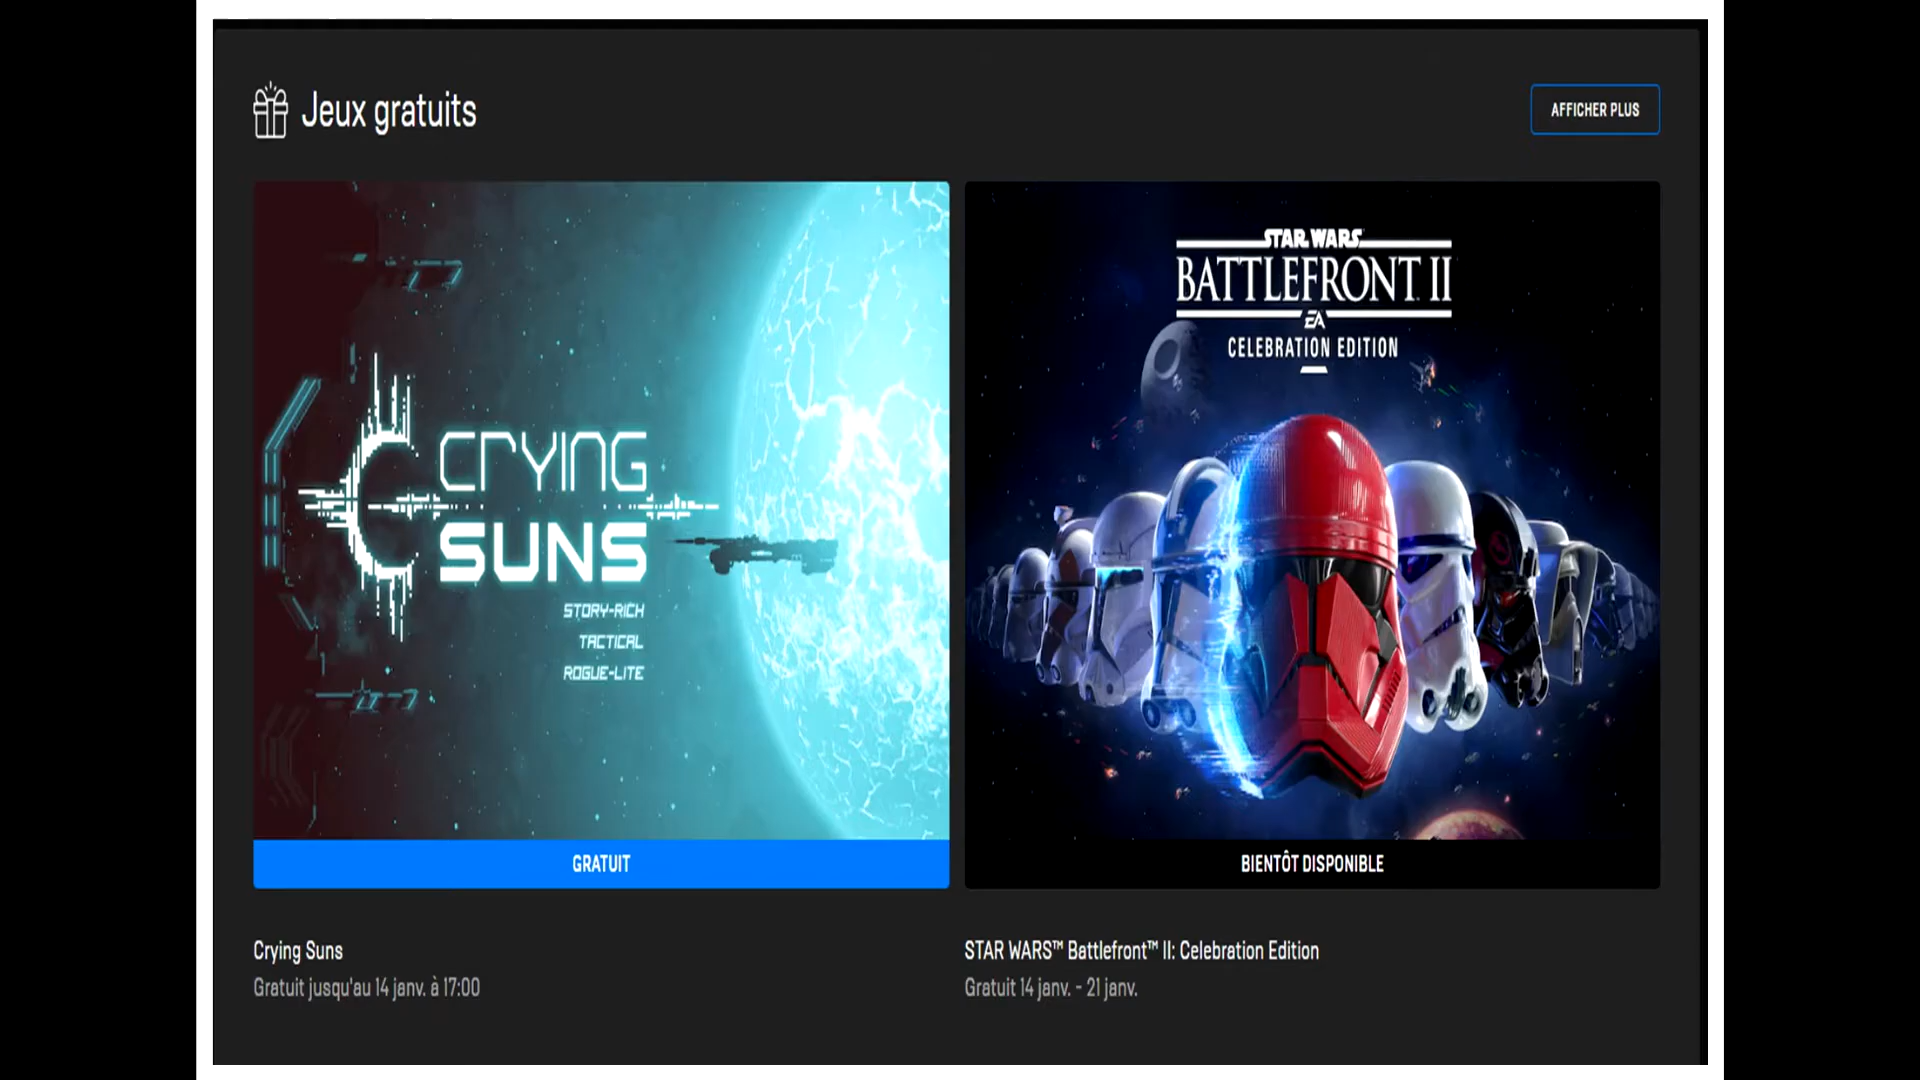 Jeux gratuits
AFFICHER PLUS
CRYING
SUNS
STORY-RICH
TACTICAL
ROGUE-LITE
GRATUIT
Crying Suns
Gratuit jusqu'au 14 janv. à 17:00
STAR WARS
BATTLEFRONT II
EA
CELEBRATION EDITION
BIENTÔT DISPONIBLE
STAR WARS™ Battlefront™ II: Celebration Edition
Gratuit 14 janv. - 21 janv.